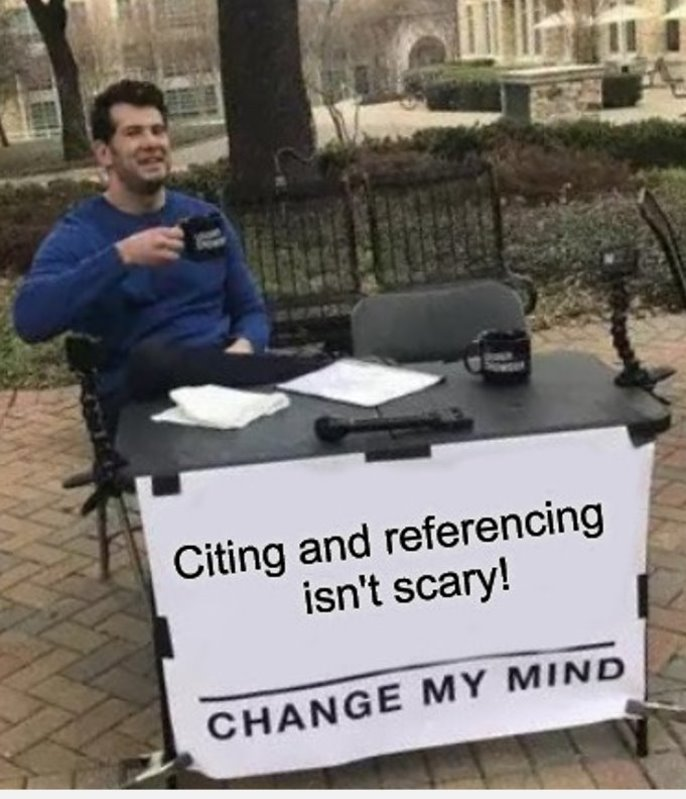 Citing and referencing
isn't scary!
CHANGE MY MIND